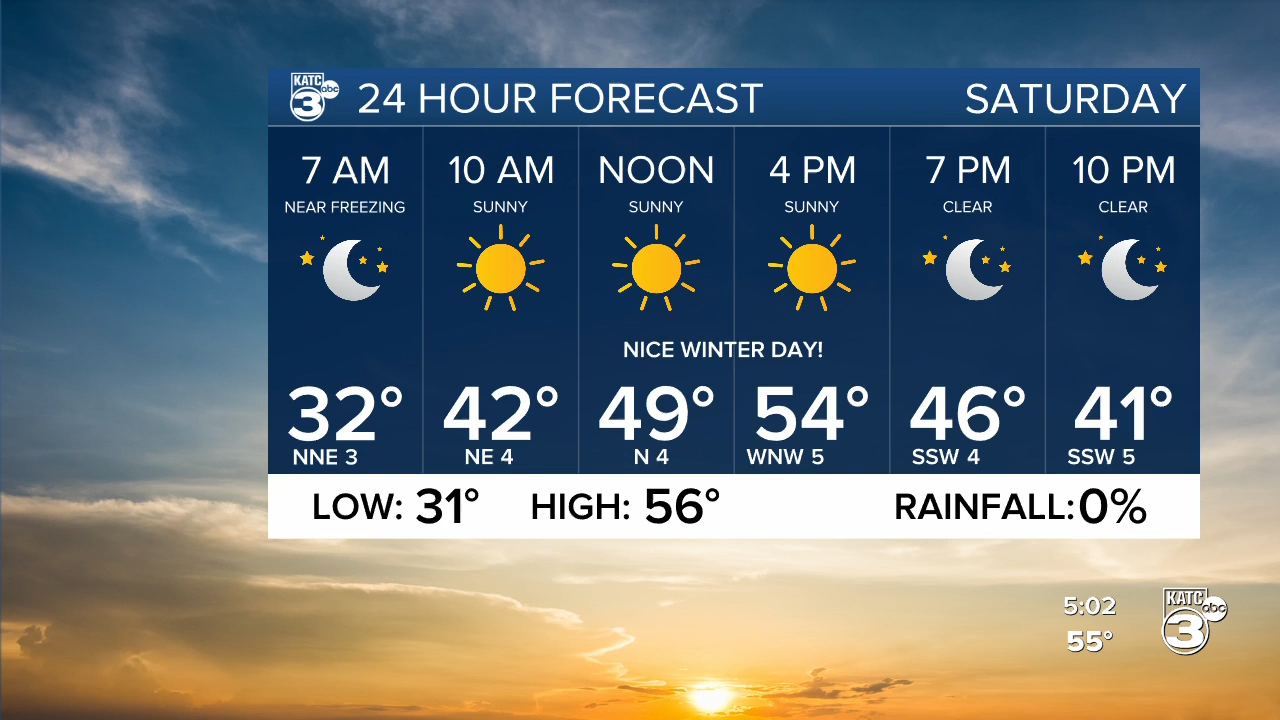 KATC
abc
3
24 HOUR FORECAST
SATURDAY
7 AM
NEAR FREEZING
10 AM
SUNNY
NOON
SUNNY
4 PM
SUNNY
7 PM
CLEAR
10 PM
CLEAR
NICE WINTER DAY!
32°
NNE 3
42°
NE 4
49°
N 4
54°
WNW 5
46°
SSW 4
41°
SSW 5
LOW: 31°
HIGH: 56°
RAINFALL: 0%
5:02
55°
KATC
abc
3